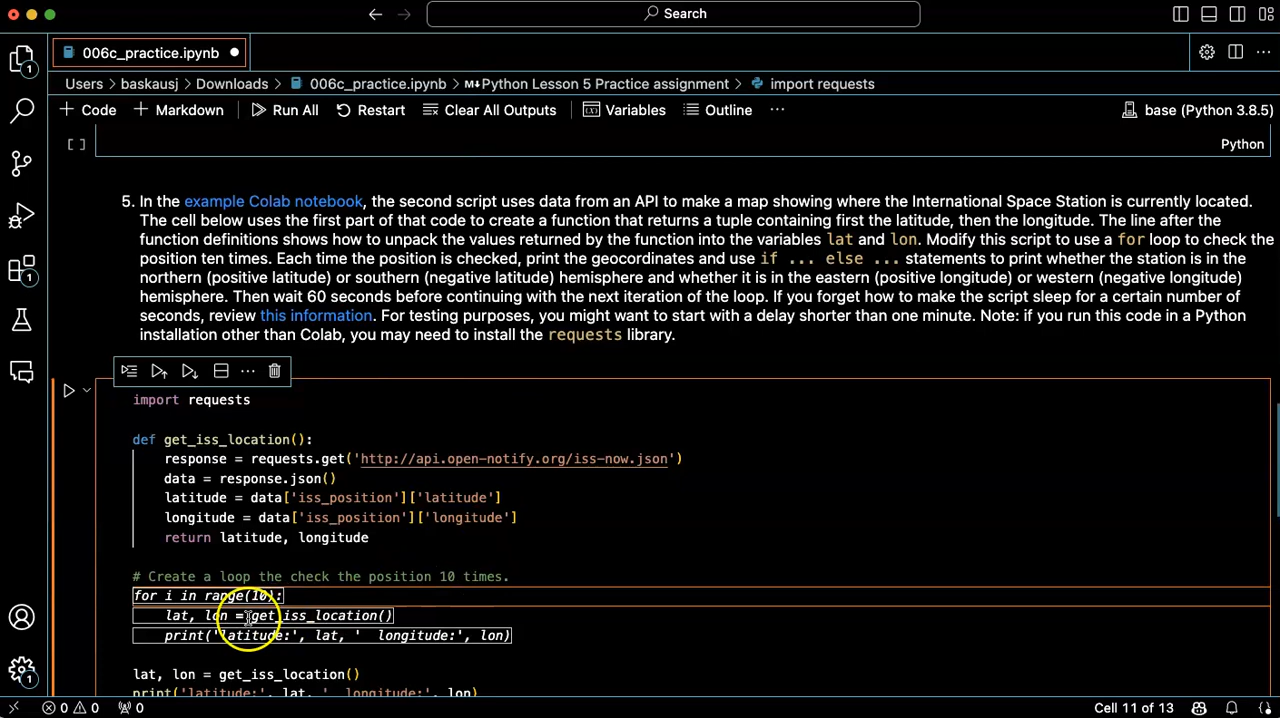 Search
006c_practice.ipynb
Users > baskausj > Downloads > 006c_practice.ipynb > M↓Python Lesson 5 Practice assignment > import requests
+ Code + Markdown Run All Restart Clear All Outputs Variables Outline ... base (Python 3.8.5)
[ ]
Python
5. In the example Colab notebook, the second script uses data from an API to make a map showing where the International Space Station is currently located.
The cell below uses the first part of that code to create a function that returns a tuple containing first the latitude, then the longitude. The line after the
function definitions shows how to unpack the values returned by the function into the variables lat and lon. Modify this script to use a for loop to check the
position ten times. Each time the position is checked, print the geocordinates and use if ... else ... statements to print whether the station is in the
northern (positive latitude) or southern (negative latitude) hemisphere and whether it is in the eastern (positive longitude) or western (negative longitude)
hemisphere. Then wait 60 seconds before continuing with the next iteration of the loop. If you forget how to make the script sleep for a certain number of
seconds, review this information. For testing purposes, you might want to start with a delay shorter than one minute. Note: if you run this code in a Python
installation other than Colab, you may need to install the requests library.
import requests
def get_iss_location():
response = requests.get('http://api.open-notify.org/iss-now.json')
data = response.json()
latitude = data['iss_position']['latitude']
longitude = data['iss_position']['longitude']
return latitude, longitude
# Create a loop the check the position 10 times.
for i in range(10):
lat, lon = get_iss_location()
print('latitude:', lat, '  longitude:', lon)
lat, lon = get_iss_location()
print('latitude:', lat, '  longitude:', lon)
0 0 0 Cell 11 of 13
1
1
1